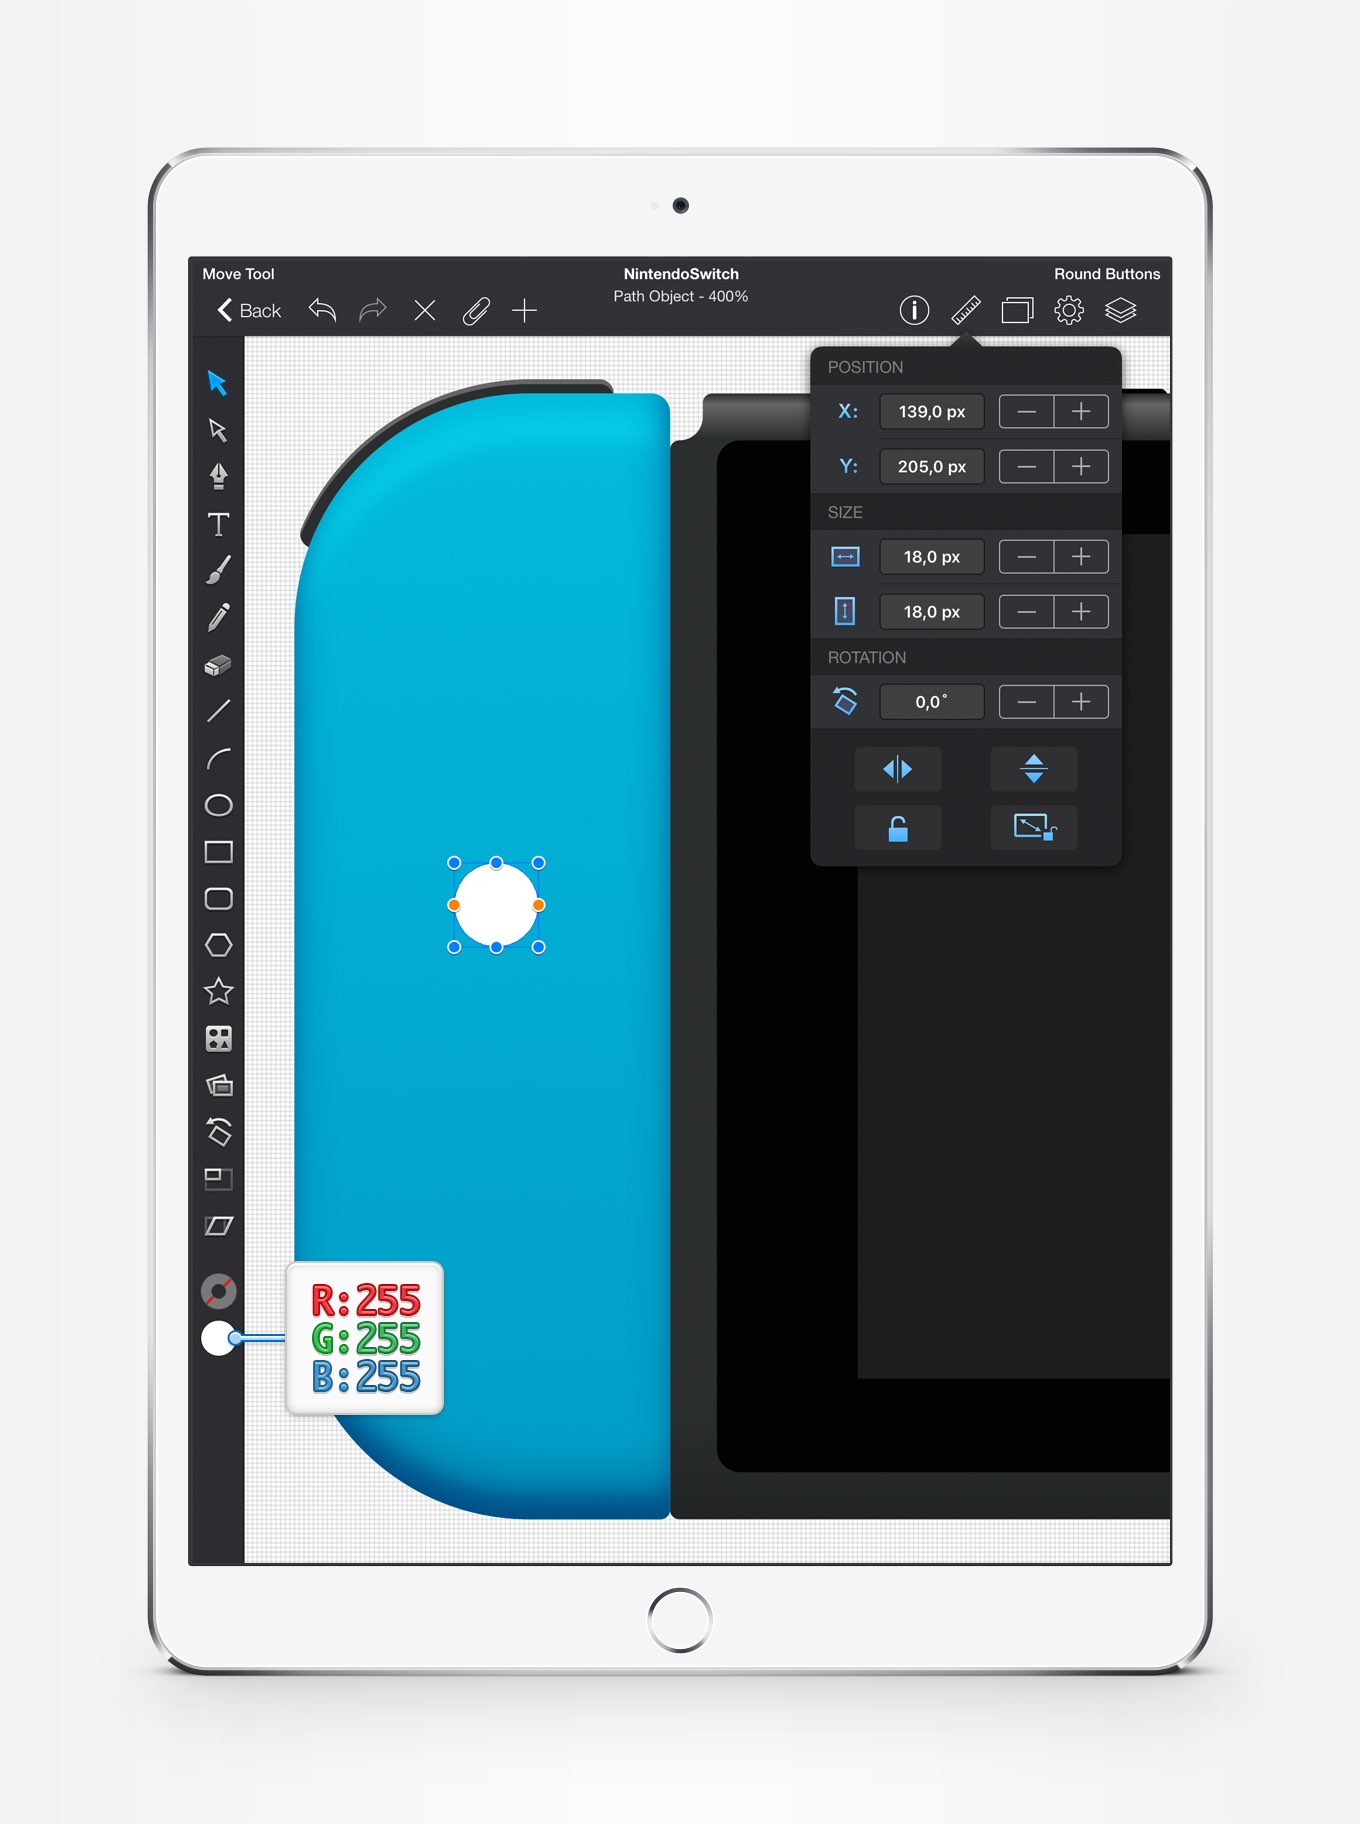 Move Tool
NintendoSwitch
Round Buttons
Back
Path Object - 400%
POSITION
X: 139,0 px
Y: 205,0 px
SIZE
18,0 px
18,0 px
ROTATION
0,0°
R:255
G:255
B:255